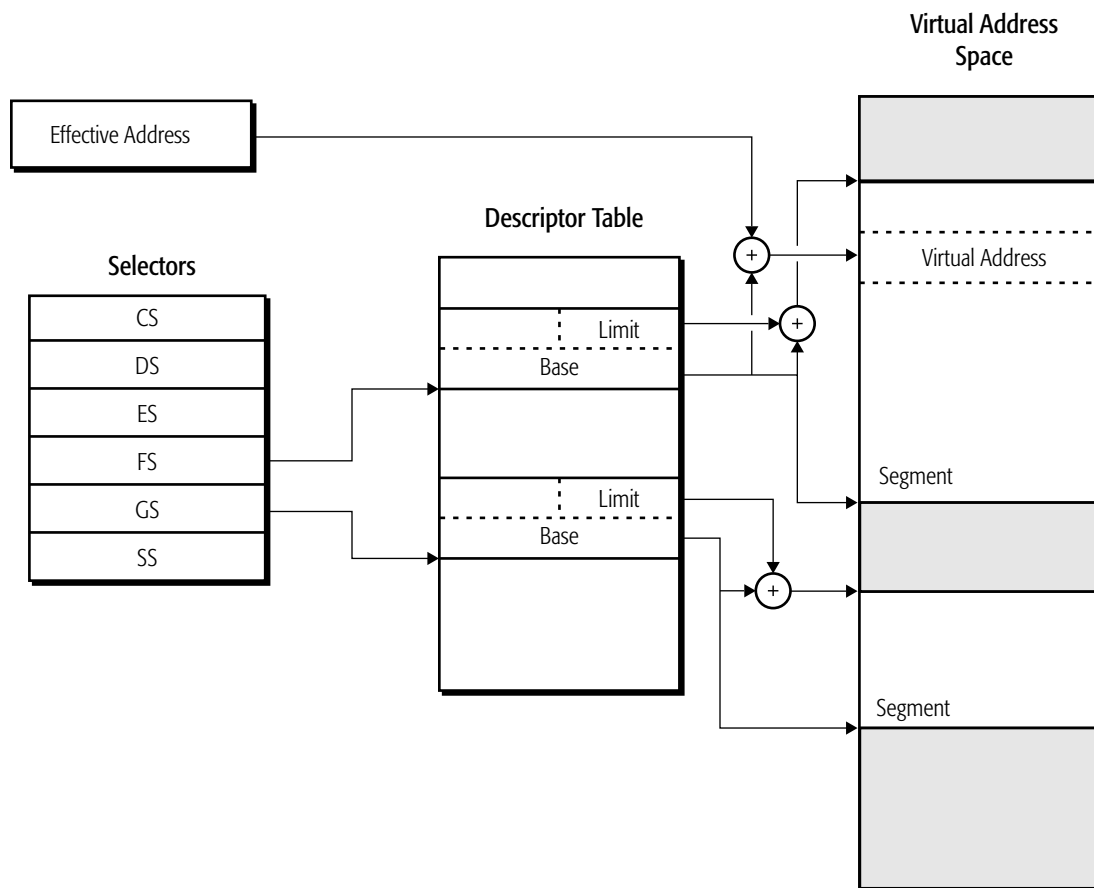 Virtual Address
Space
Effective Address
Descriptor Table
Selectors
CS
DS
ES
FS
GS
SS
Limit
Base
Limit
Base
+
+
+
Virtual Address
Segment
Segment